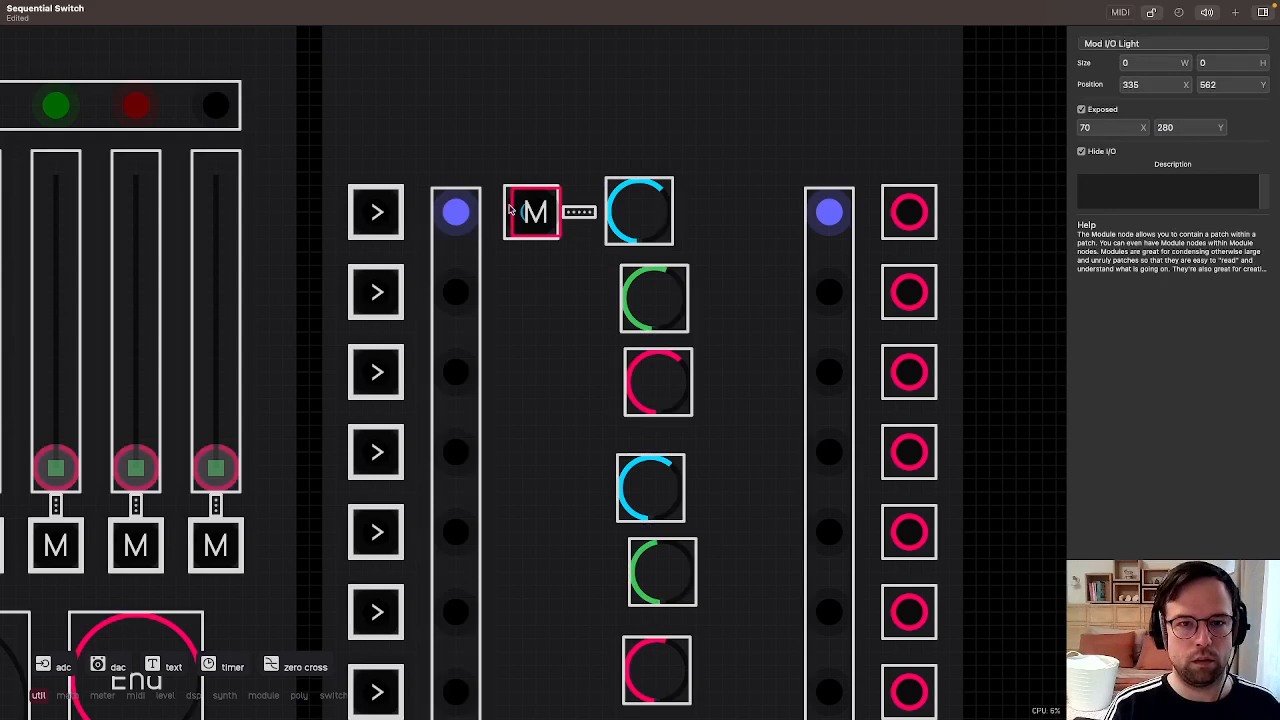 Sequential Switch
Edited
MIDI
Mod I/O Light
Size
0 W
0 H
Position
335 X
562 Y
Exposed
70 X
280 Y
Hide I/O
Description
Help
The Module node allows you to contain a patch within a
patch. You can even have Module nodes within Module
nodes. Modules are great for condensing otherwise large
and unruly patches so that they are easy to "read" and
understand what is going on. They're also great for creati...
>
M
>
>
>
>
>
>
M
M
M
Env
adc
dac
T text
timer
zero cross
util
meter
midi
level
dsp
synth
module
poly
switch
CPU: 6%